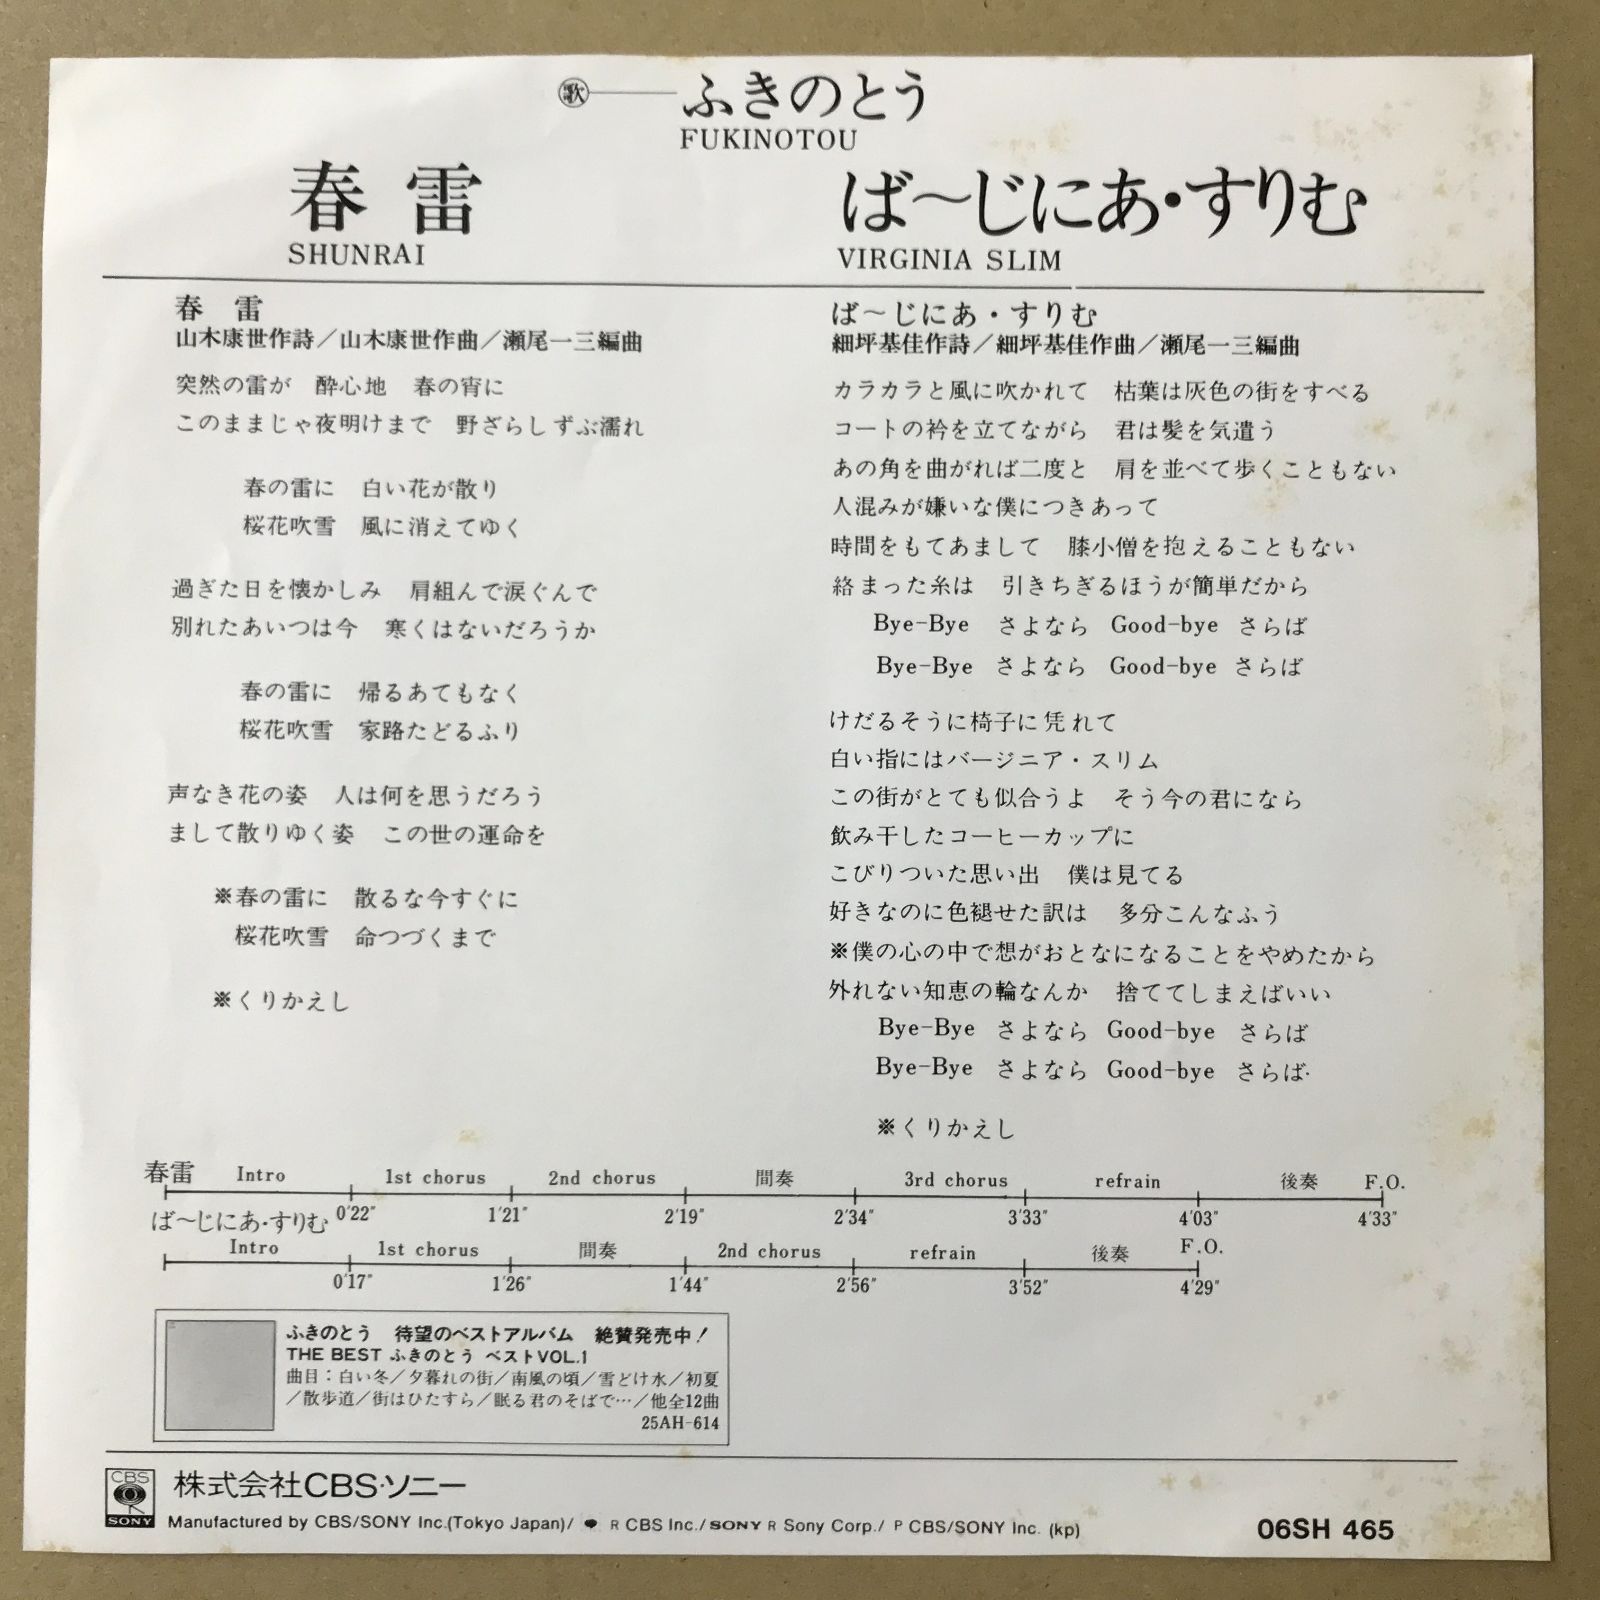 歌 ふきのとう
FUKINOTOU
春雷
SHUNRAI
ば〜じにあ・すりむ
VIRGINIA SLIM
春 雷
山木康世作詩／山木康世作曲／瀬尾一三編曲
突然の雷が　酔心地　春の宵に
このままじゃ夜明けまで　野ざらしずぶ濡れ
春の雷に　白い花が散り
桜花吹雪　風に消えてゆく
過ぎた日を懐かしみ　肩組んで涙ぐんで
別れたあいつは今　寒くはないだろうか
春の雷に　帰るあてもなく
桜花吹雪　家路たどるふり
声なき花の姿　人は何を思うだろう
まして散りゆく姿　この世の運命を
※春の雷に　散るな今すぐに
桜花吹雪　命つづくまで
※くりかえし
ば〜じにあ・すりむ
細坪基佳作詩／細坪基佳作曲／瀬尾一三編曲
カラカラと風に吹かれて　枯葉は灰色の街をすべる
コートの衿を立てながら　君は髪を気遣う
あの角を曲がれば二度と　肩を並べて歩くこともない
人混みが嫌いな僕につきあって
時間をもてあまして　膝小僧を抱えることもない
絡まった糸は　引きちぎるほうが簡単だから
Bye-Bye　さよなら　Good-bye　さらば
Bye-Bye　さよなら　Good-bye　さらば
けだるそうに椅子に凭れて
白い指にはバージニア・スリム
この街がとても似合うよ　そう今の君になら
飲み干したコーヒーカップに
こびりついた思い出　僕は見てる
好きなのに色褪せた訳は　多分こんなふう
※僕の心の中で想がおとなになることをやめたから
外れない知恵の輪なんか　捨ててしまえばいい
Bye-Bye　さよなら　Good-bye　さらば
Bye-Bye　さよなら　Good-bye　さらば
※くりかえし
春雷 Intro 1st chorus 2nd chorus 間奏 3rd chorus refrain 後奏 F.O.
0'22" 1'21" 2'19" 2'34" 3'33" 4'03" 4'33"
ば〜じにあ・すりむ
Intro 1st chorus 間奏 2nd chorus refrain 後奏 F.O.
0'17" 1'26" 1'44" 2'56" 3'52" 4'29"
ふきのとう　待望のベストアルバム　絶賛発売中！
THE BEST ふきのとう ベストVOL.1
曲目：白い冬／夕暮れの街／南風の頃／雪どけ水／初夏
／散歩道／街はひたすら／眠る君のそばで…／他全12曲
25AH-614
CBS
SONY
株式会社CBS・ソニー
Manufactured by CBS/SONY Inc.(Tokyo Japan)/ R CBS Inc./SONY R Sony Corp./ P CBS/SONY Inc. (kp)
06SH 465